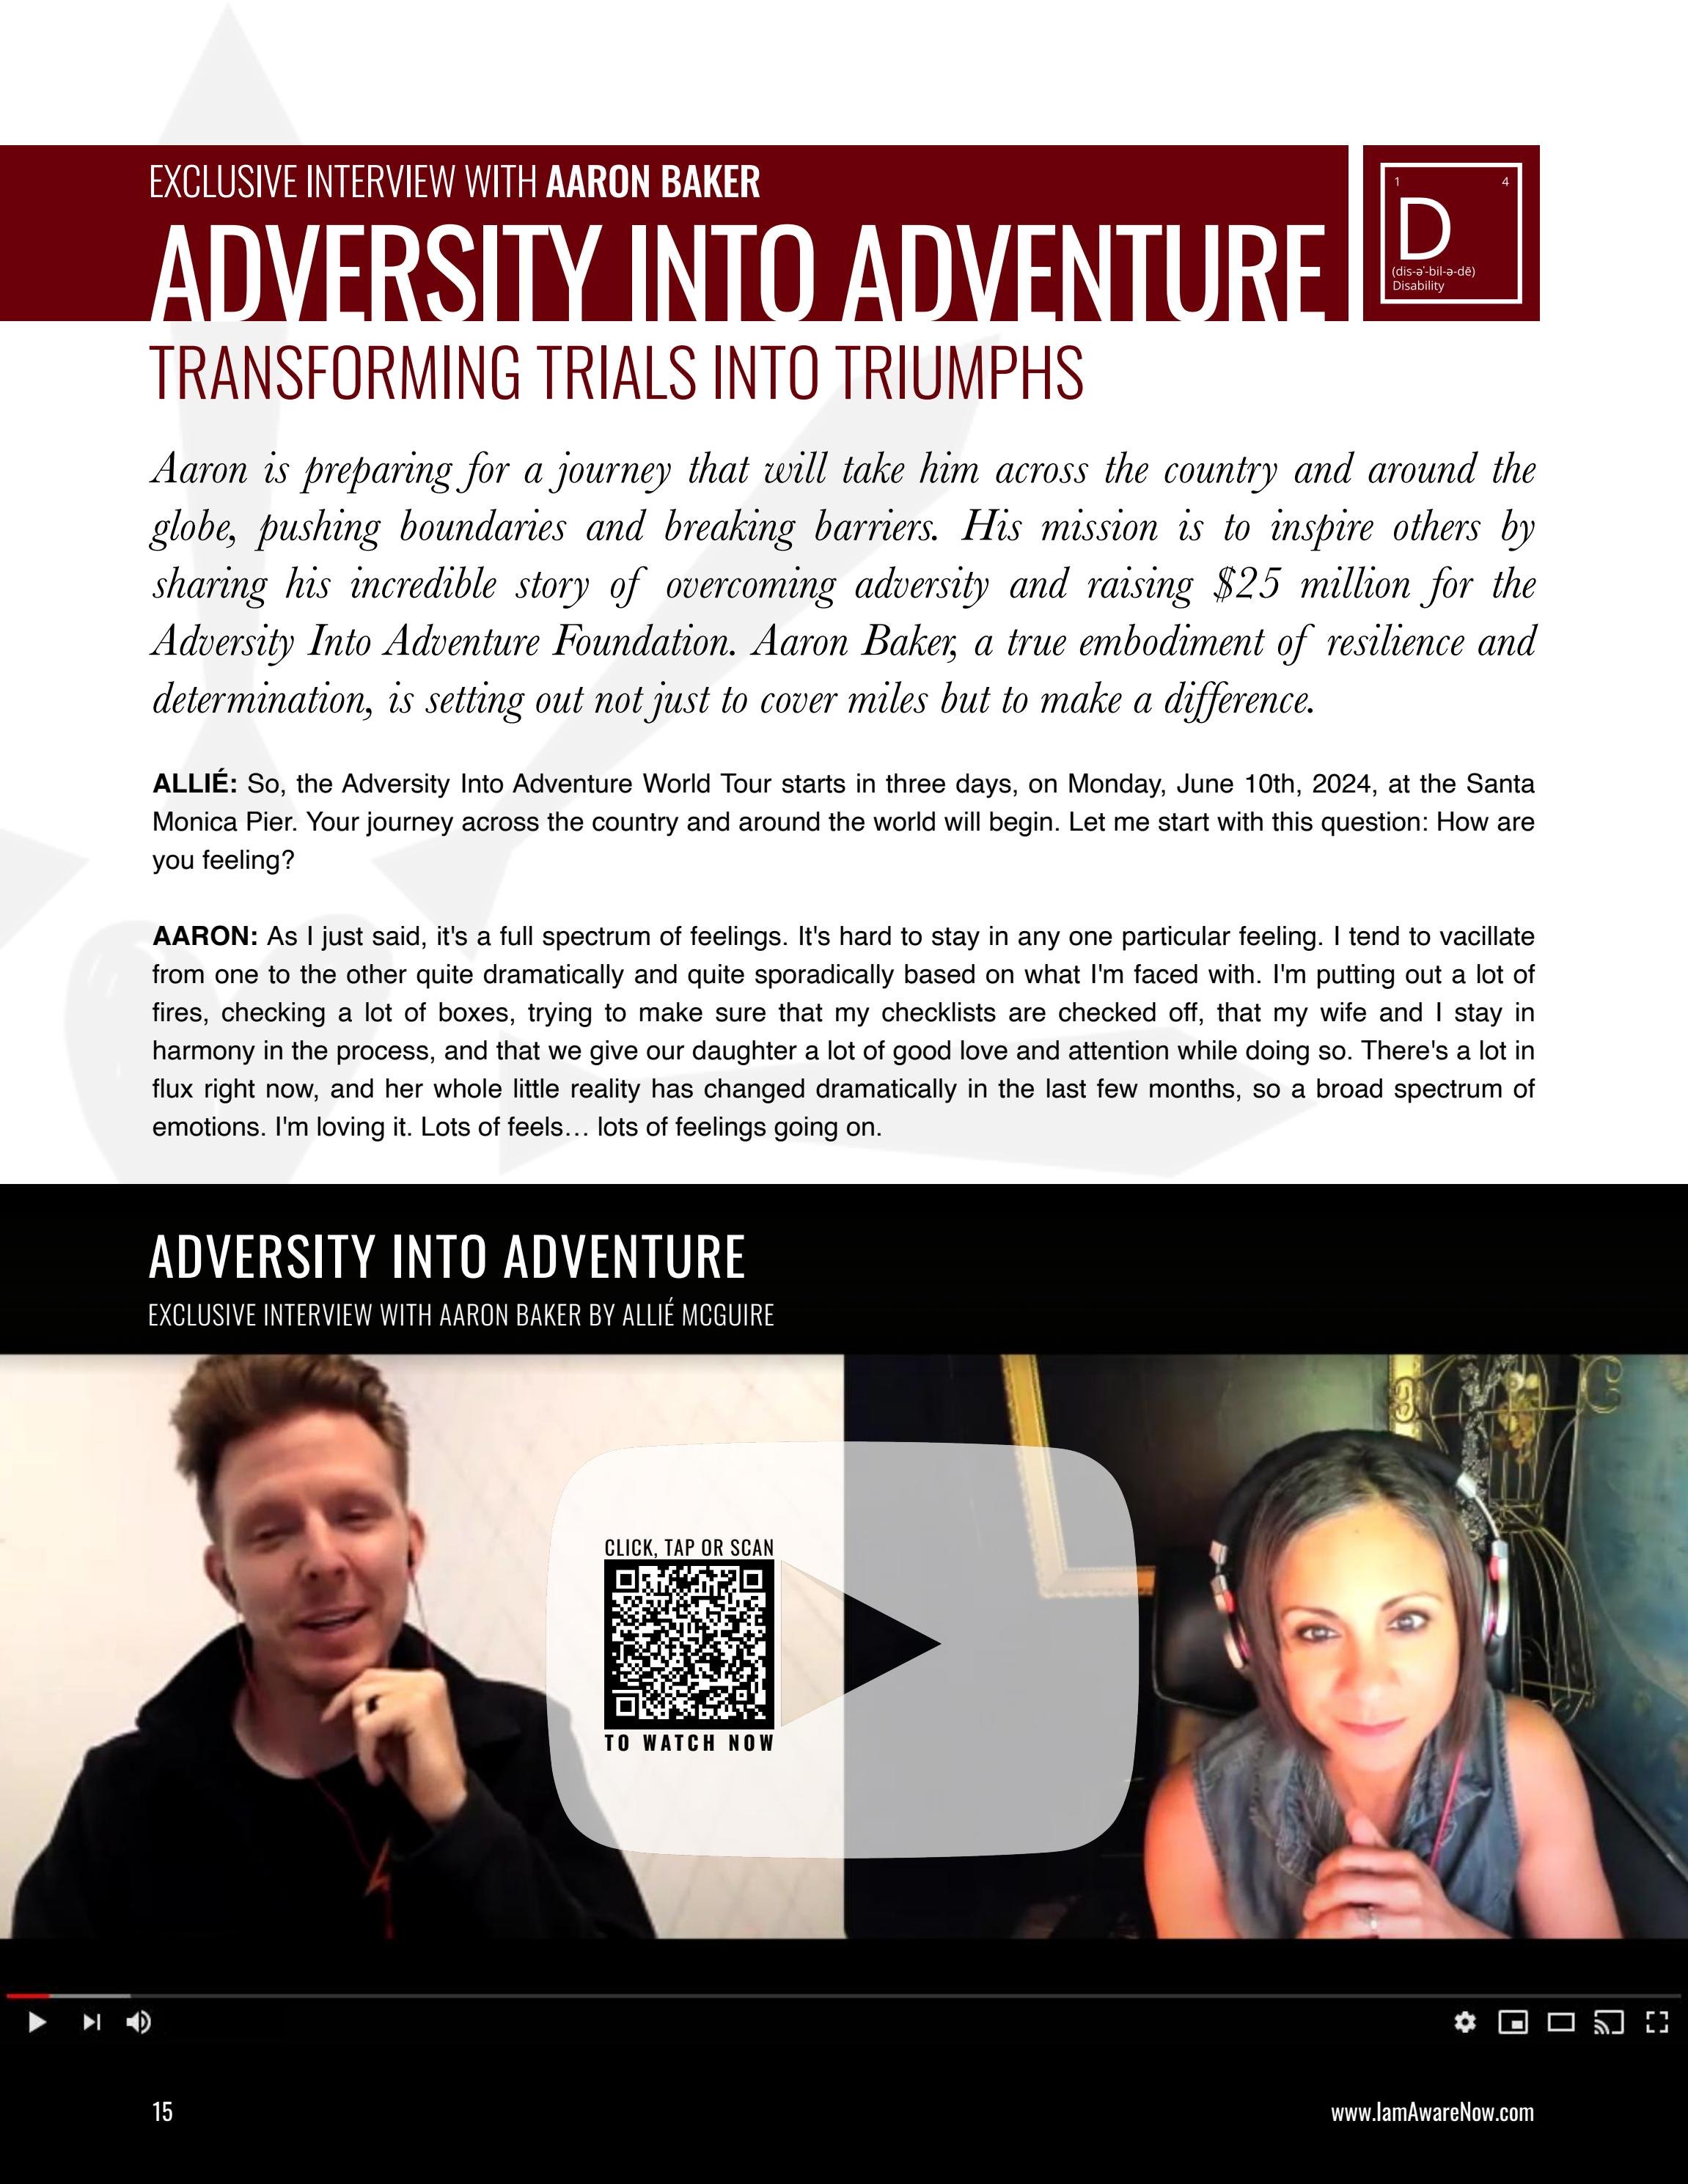 EXCLUSIVE INTERVIEW WITH AARON BAKER
ADVERSITY INTO ADVENTURE
1 4
D
(dis-ə'-bil-ə-dē)
Disability
TRANSFORMING TRIALS INTO TRIUMPHS
Aaron is preparing for a journey that will take him across the country and around the
globe, pushing boundaries and breaking barriers. His mission is to inspire others by
sharing his incredible story of overcoming adversity and raising $25 million for the
Adversity Into Adventure Foundation. Aaron Baker, a true embodiment of resilience and
determination, is setting out not just to cover miles but to make a difference.
ALLIÉ: So, the Adversity Into Adventure World Tour starts in three days, on Monday, June 10th, 2024, at the Santa
Monica Pier. Your journey across the country and around the world will begin. Let me start with this question: How are
you feeling?
AARON: As I just said, it's a full spectrum of feelings. It's hard to stay in any one particular feeling. I tend to vacillate
from one to the other quite dramatically and quite sporadically based on what I'm faced with. I'm putting out a lot of
fires, checking a lot of boxes, trying to make sure that my checklists are checked off, that my wife and I stay in
harmony in the process, and that we give our daughter a lot of good love and attention while doing so. There's a lot in
flux right now, and her whole little reality has changed dramatically in the last few months, so a broad spectrum of
emotions. I'm loving it. Lots of feels… lots of feelings going on.
ADVERSITY INTO ADVENTURE
EXCLUSIVE INTERVIEW WITH AARON BAKER BY ALLIÉ MCGUIRE
CLICK, TAP OR SCAN
TO WATCH NOW
15
www.IamAwareNow.com